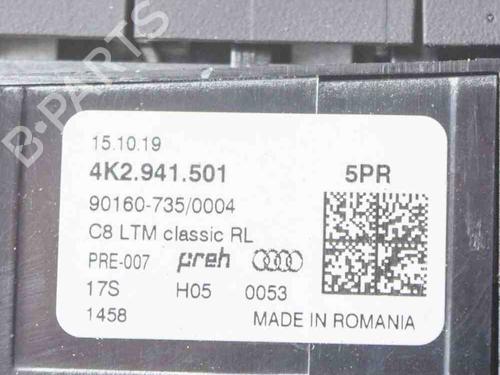 B-PARTS
15.10.19
4K2.941.501 5PR
90160-735/0004
C8 LTM classic RL
PRE-007 preh
17S H05 0053
1458 MADE IN ROMANIA